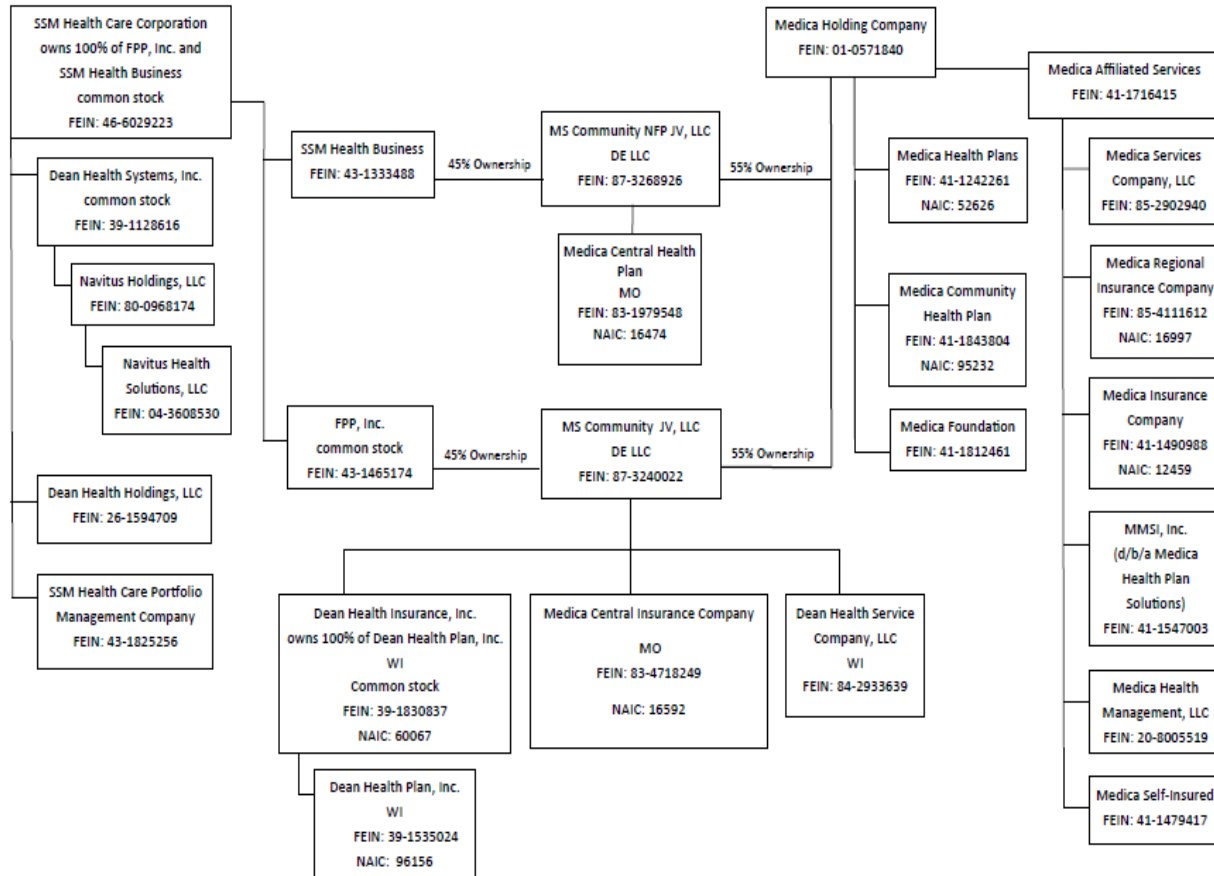 SSM Health Care Corporation
owns 100% of FPP, Inc. and
SSM Health Business
common stock
FEIN: 46-6029223
Dean Health Systems, Inc.
common stock
FEIN: 39-1128616
Navitus Holdings, LLC
FEIN: 80-0968174
Navitus Health
Solutions, LLC
FEIN: 04-3608530
Dean Health Holdings, LLC
FEIN: 26-1594709
SSM Health Care Portfolio
Management Company
FEIN: 43-1825256
SSM Health Business
FEIN: 43-1333488
45% Ownership
MS Community NFP JV, LLC
DE LLC
FEIN: 87-3268926
55% Ownership
Medica Central Health
Plan
MO
FEIN: 83-1979548
NAIC: 16474
FPP, Inc.
common stock
FEIN: 43-1465174
45% Ownership
MS Community JV, LLC
DE LLC
FEIN: 87-3240022
55% Ownership
Dean Health Insurance, Inc.
owns 100% of Dean Health Plan, Inc.
WI
Common stock
FEIN: 39-1830837
NAIC: 60067
Dean Health Plan, Inc.
WI
FEIN: 39-1535024
NAIC: 96156
Medica Central Insurance Company
MO
FEIN: 83-4718249
NAIC: 16592
Dean Health Service
Company, LLC
WI
FEIN: 84-2933639
Medica Holding Company
FEIN: 01-0571840
Medica Health Plans
FEIN: 41-1242261
NAIC: 52626
Medica Community
Health Plan
FEIN: 41-1843804
NAIC: 95232
Medica Foundation
FEIN: 41-1812461
Medica Affiliated Services
FEIN: 41-1716415
Medica Services
Company, LLC
FEIN: 85-2902940
Medica Regional
Insurance Company
FEIN: 85-4111612
NAIC: 16997
Medica Insurance
Company
FEIN: 41-1490988
NAIC: 12459
MMSI, Inc.
(d/b/a Medica
Health Plan
Solutions)
FEIN: 41-1547003
Medica Health
Management, LLC
FEIN: 20-8005519
Medica Self-Insured
FEIN: 41-1479417